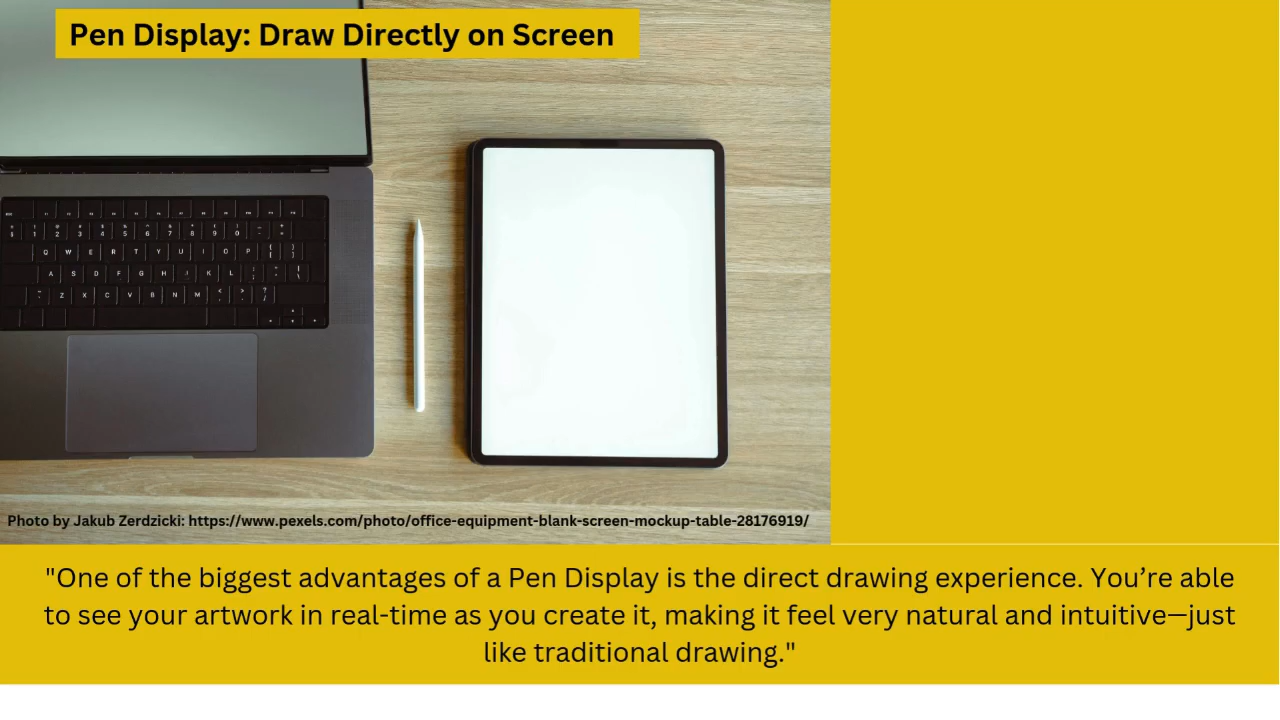 Pen Display: Draw Directly on Screen
Q W E R T Y U I O P
A S D F G H J K L
Z X C V B N M
Photo by Jakub Zerdzicki: https://www.pexels.com/photo/office-equipment-blank-screen-mockup-table-28176919/
"One of the biggest advantages of a Pen Display is the direct drawing experience. You’re able
to see your artwork in real-time as you create it, making it feel very natural and intuitive—just
like traditional drawing."